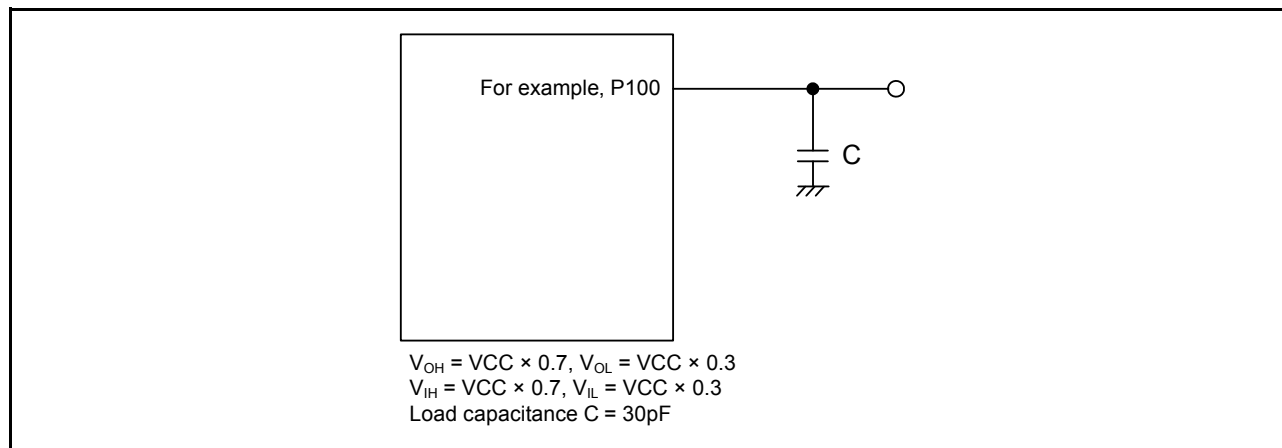 For example, P100
C
VOH = VCC × 0.7, VOL = VCC × 0.3
VIH = VCC × 0.7, VIL = VCC × 0.3
Load capacitance C = 30pF